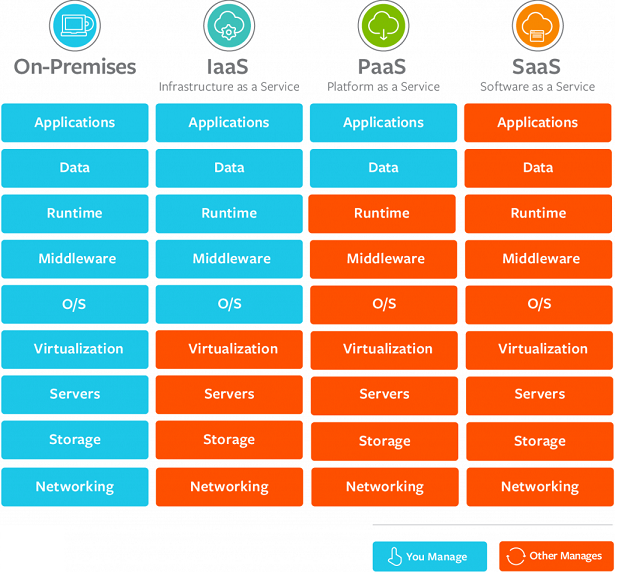 On-Premises
IaaS
Infrastructure as a Service
PaaS
Platform as a Service
SaaS
Software as a Service
Applications Applications Applications Applications
Data Data Data Data
Runtime Runtime Runtime Runtime
Middleware Middleware Middleware Middleware
O/S O/S O/S O/S
Virtualization Virtualization Virtualization Virtualization
Servers Servers Servers Servers
Storage Storage Storage Storage
Networking Networking Networking Networking
You Manage Other Manages